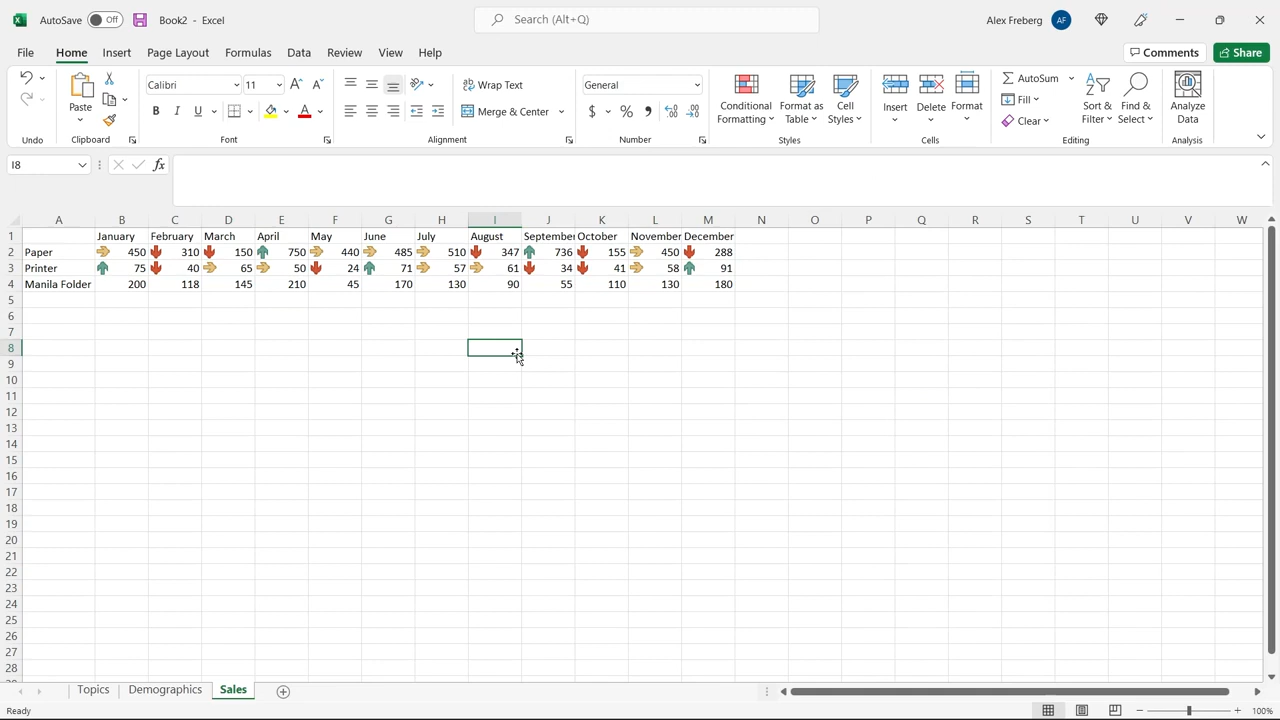 AutoSave Off Book2 - Excel Search (Alt+Q) Alex Freberg AF
File Home Insert Page Layout Formulas Data Review View Help Comments Share
Calibri 11 Wrap Text General AutoSum
Paste B I U Merge & Center $ % Conditional Formatting Format as Table Cell Styles Insert Delete Format Fill Clear Sort & Filter Find & Select Analyze Data
Undo Clipboard Font Alignment Number Styles Cells Editing Analysis
I8 fx
A B C D E F G H I J K L M N O P Q R S T U V W
1 January February March April May June July August September October November December
2 Paper 450 310 150 750 440 485 510 347 736 155 450 288
3 Printer 75 40 65 50 24 71 57 61 34 41 58 91
4 Manila Folder 200 118 145 210 45 170 130 90 55 110 130 180
5
6
7
8
9
10
11
12
13
14
15
16
17
18
19
20
21
22
23
24
25
26
27
28
Topics Demographics Sales
Ready 100%